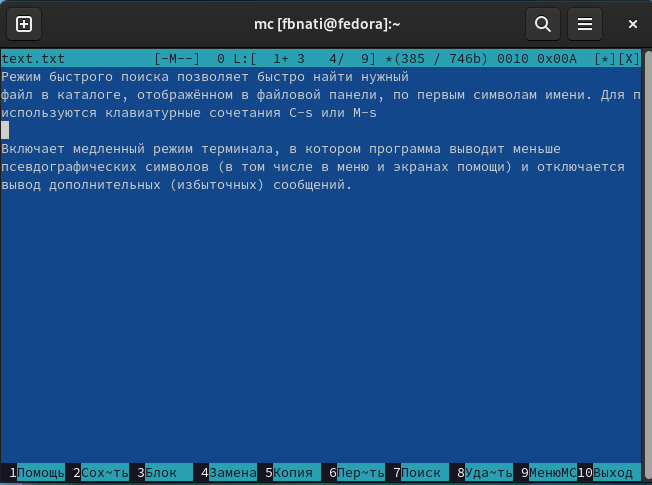 mc [fbnati@fedora]:~
text.txt [-M--] 0 L:[ 1+ 3 4/ 9] *(385 / 746b) 0010 0x00A [*][X]
Режим быстрого поиска позволяет быстро найти нужный
файл в каталоге, отображённом в файловой панели, по первым символам имени. Для п
используются клавиатурные сочетания C-s или M-s
Включает медленный режим терминала, в котором программа выводит меньше
псевдографических символов (в том числе в меню и экранах помощи) и отключается
вывод дополнительных (избыточных) сообщений.
1Помощь 2Сох~ть 3Блок 4Замена 5Копия 6Пер~ть 7Поиск 8Уда~ть 9МенюMC 10Выход